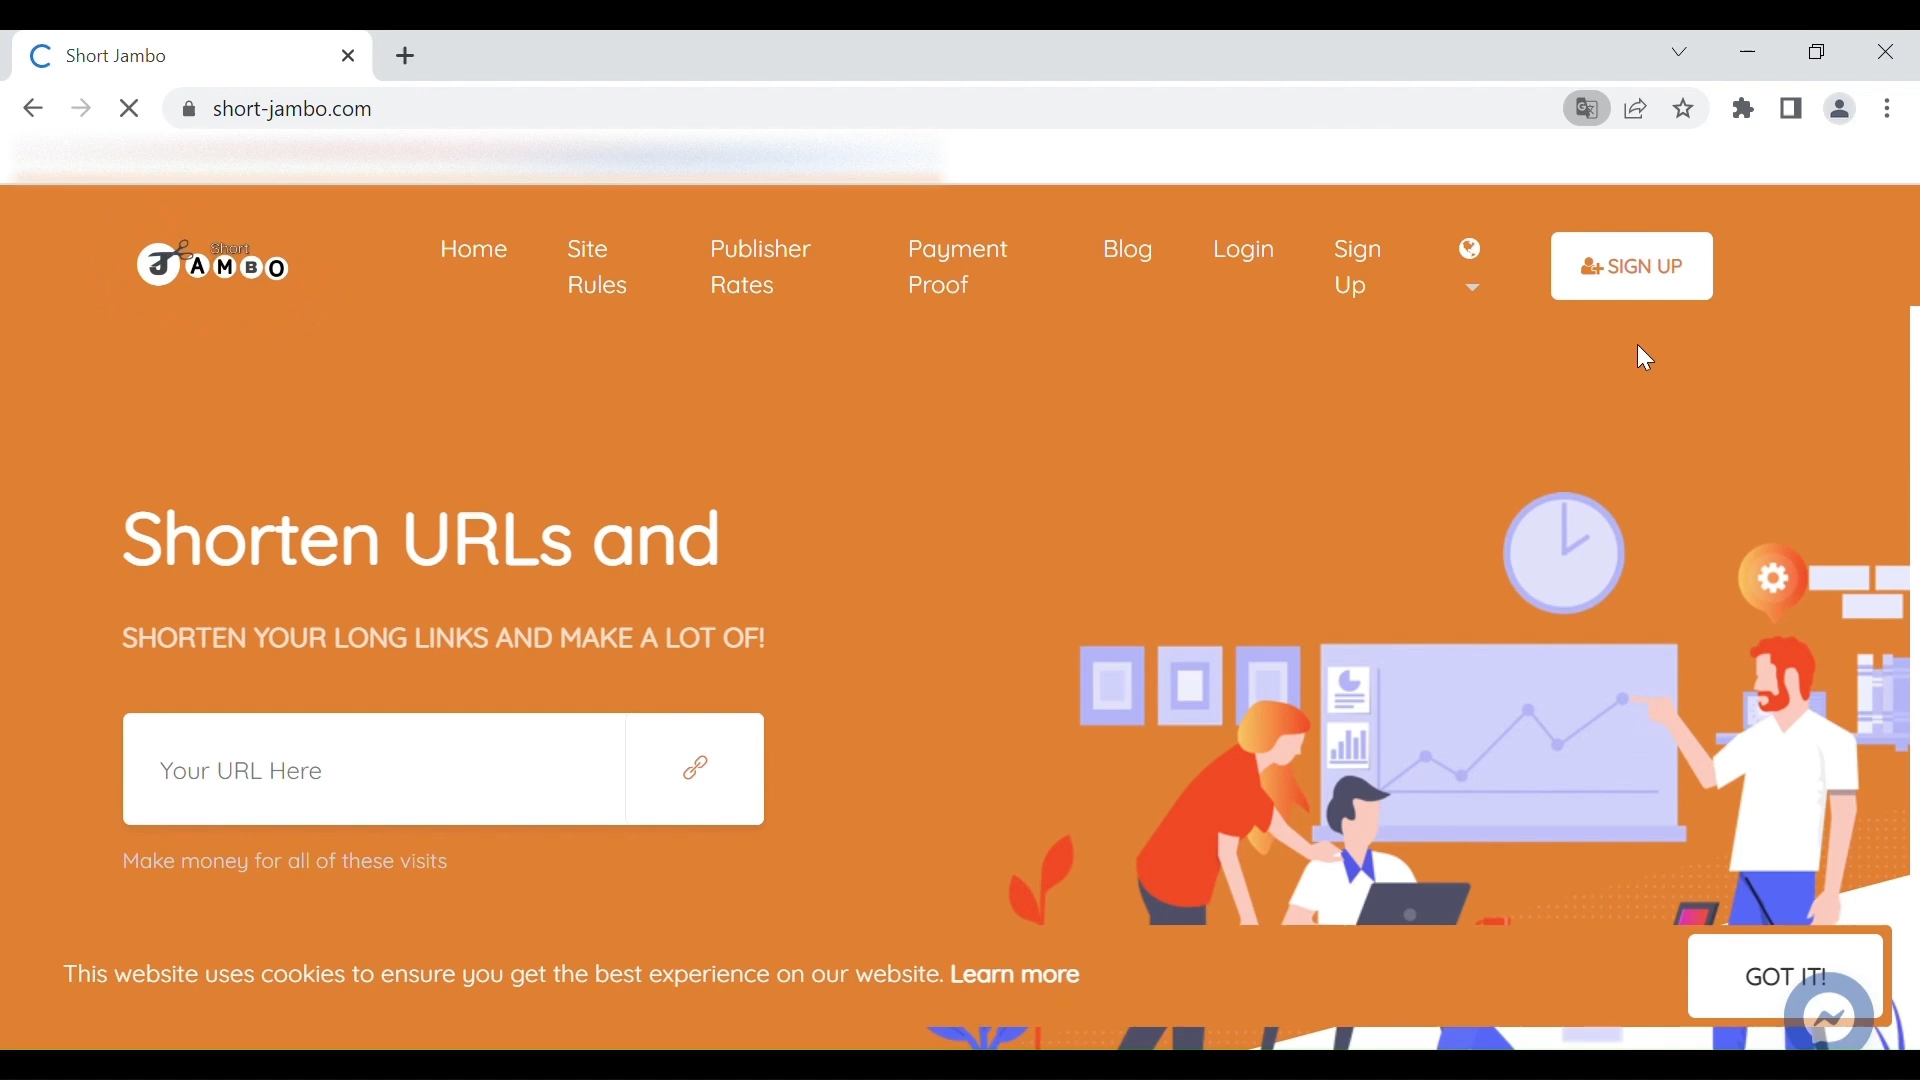 Short Jambo
short-jambo.com
Short
JAMBO
Home
Site
Rules
Publisher
Rates
Payment
Proof
Blog
Login
Sign
Up
SIGN UP
Shorten URLs and
SHORTEN YOUR LONG LINKS AND MAKE A LOT OF!
Your URL Here
Make money for all of these visits
This website uses cookies to ensure you get the best experience on our website. Learn more
GOT IT!